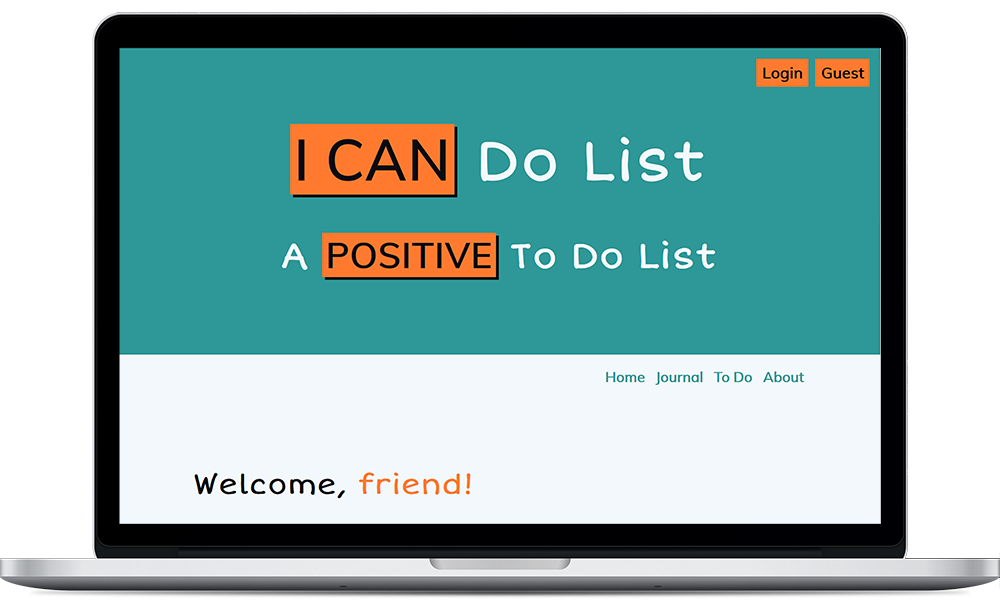 Login Guest
I CAN Do List
A POSITIVE To Do List
Home Journal To Do About
Welcome, friend!